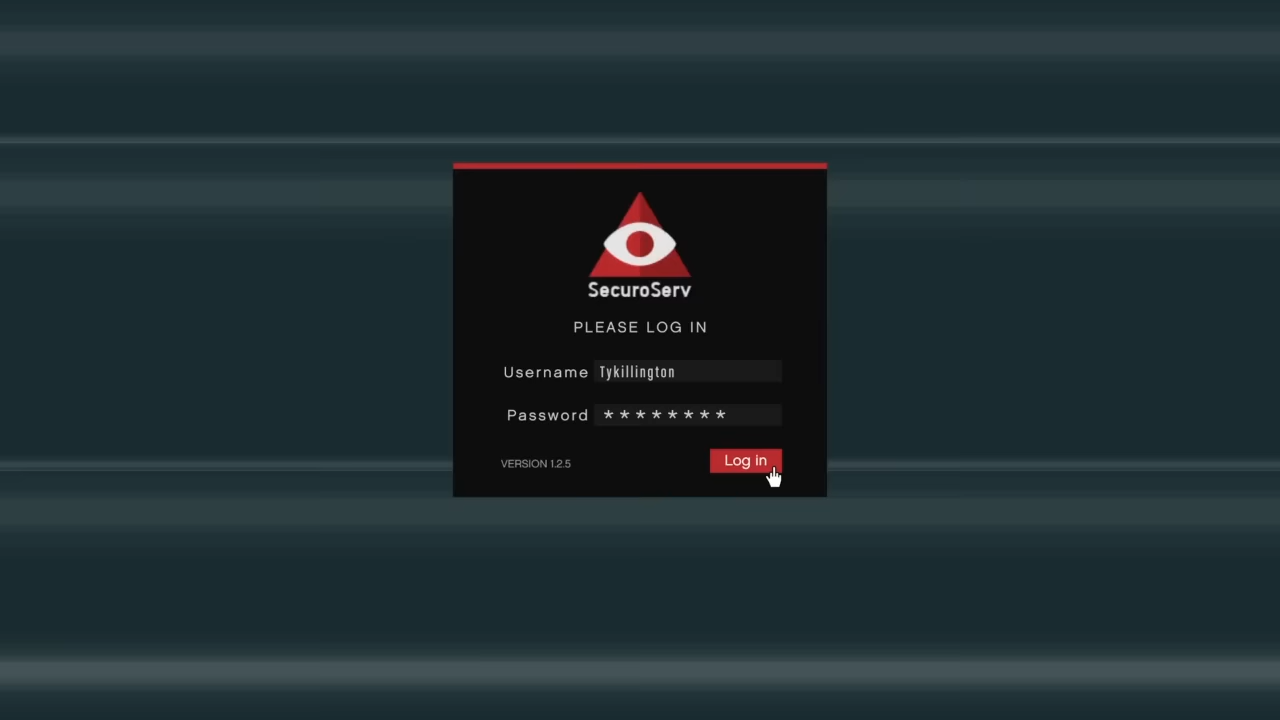 SecuroServ
PLEASE LOG IN
Username Tykillington
Password ********
VERSION 1.2.5
Log in